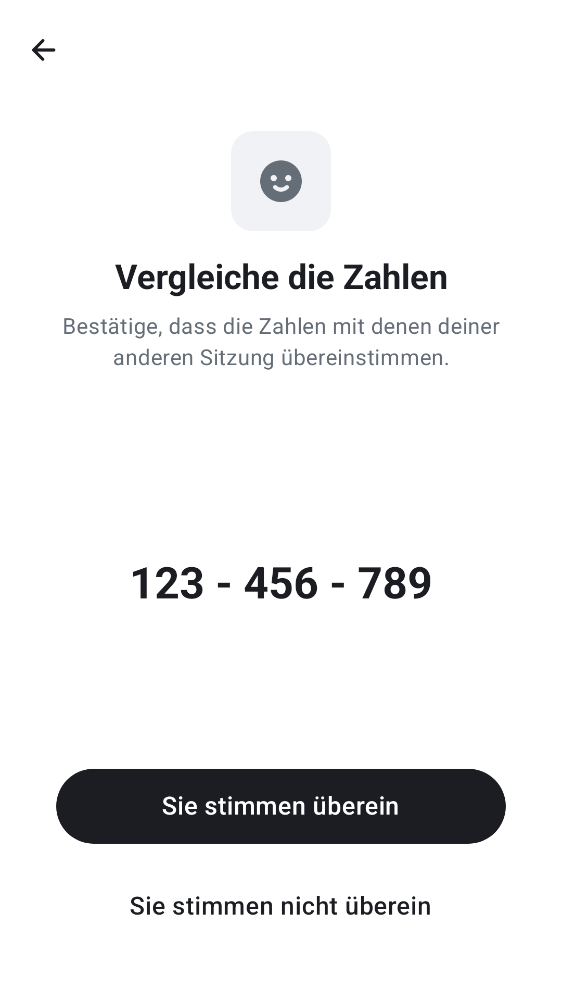 Vergleiche die Zahlen
Bestätige, dass die Zahlen mit denen deiner
anderen Sitzung übereinstimmen.
123 - 456 - 789
Sie stimmen überein
Sie stimmen nicht überein